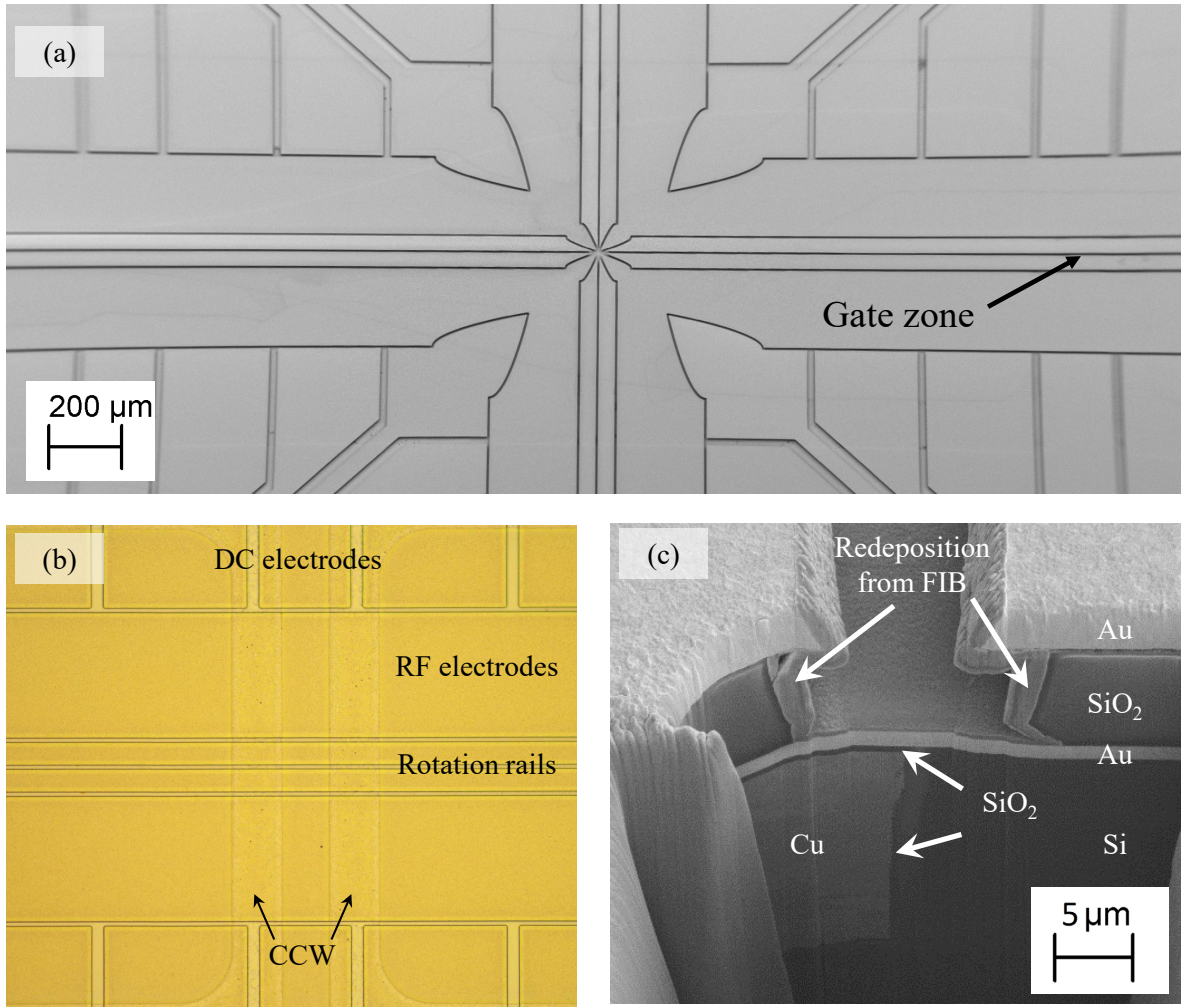 (a)
Gate zone
200 µm
(b)
DC electrodes
RF electrodes
Rotation rails
CCW
(c)
Redeposition
from FIB
Au
SiO₂
Au
SiO₂
Cu
Si
5 µm